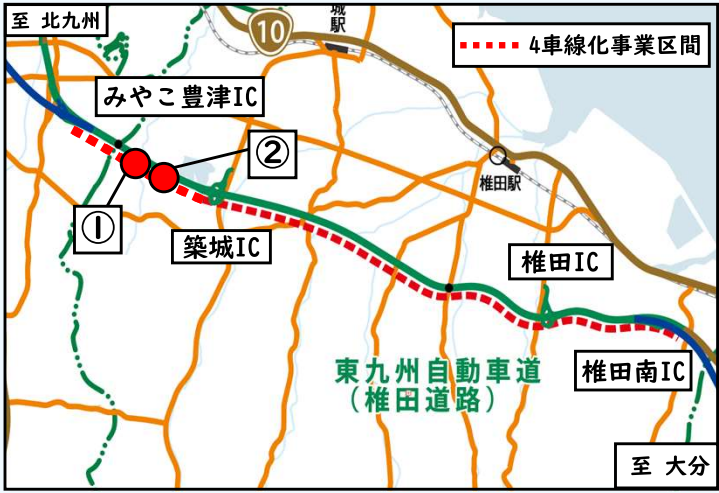 至 北九州
10
城
駅
4車線化事業区間
みやこ豊津IC
②
①
椎田駅
築城IC
椎田IC
東九州自動車道
(椎田道路)
椎田南IC
至 大分